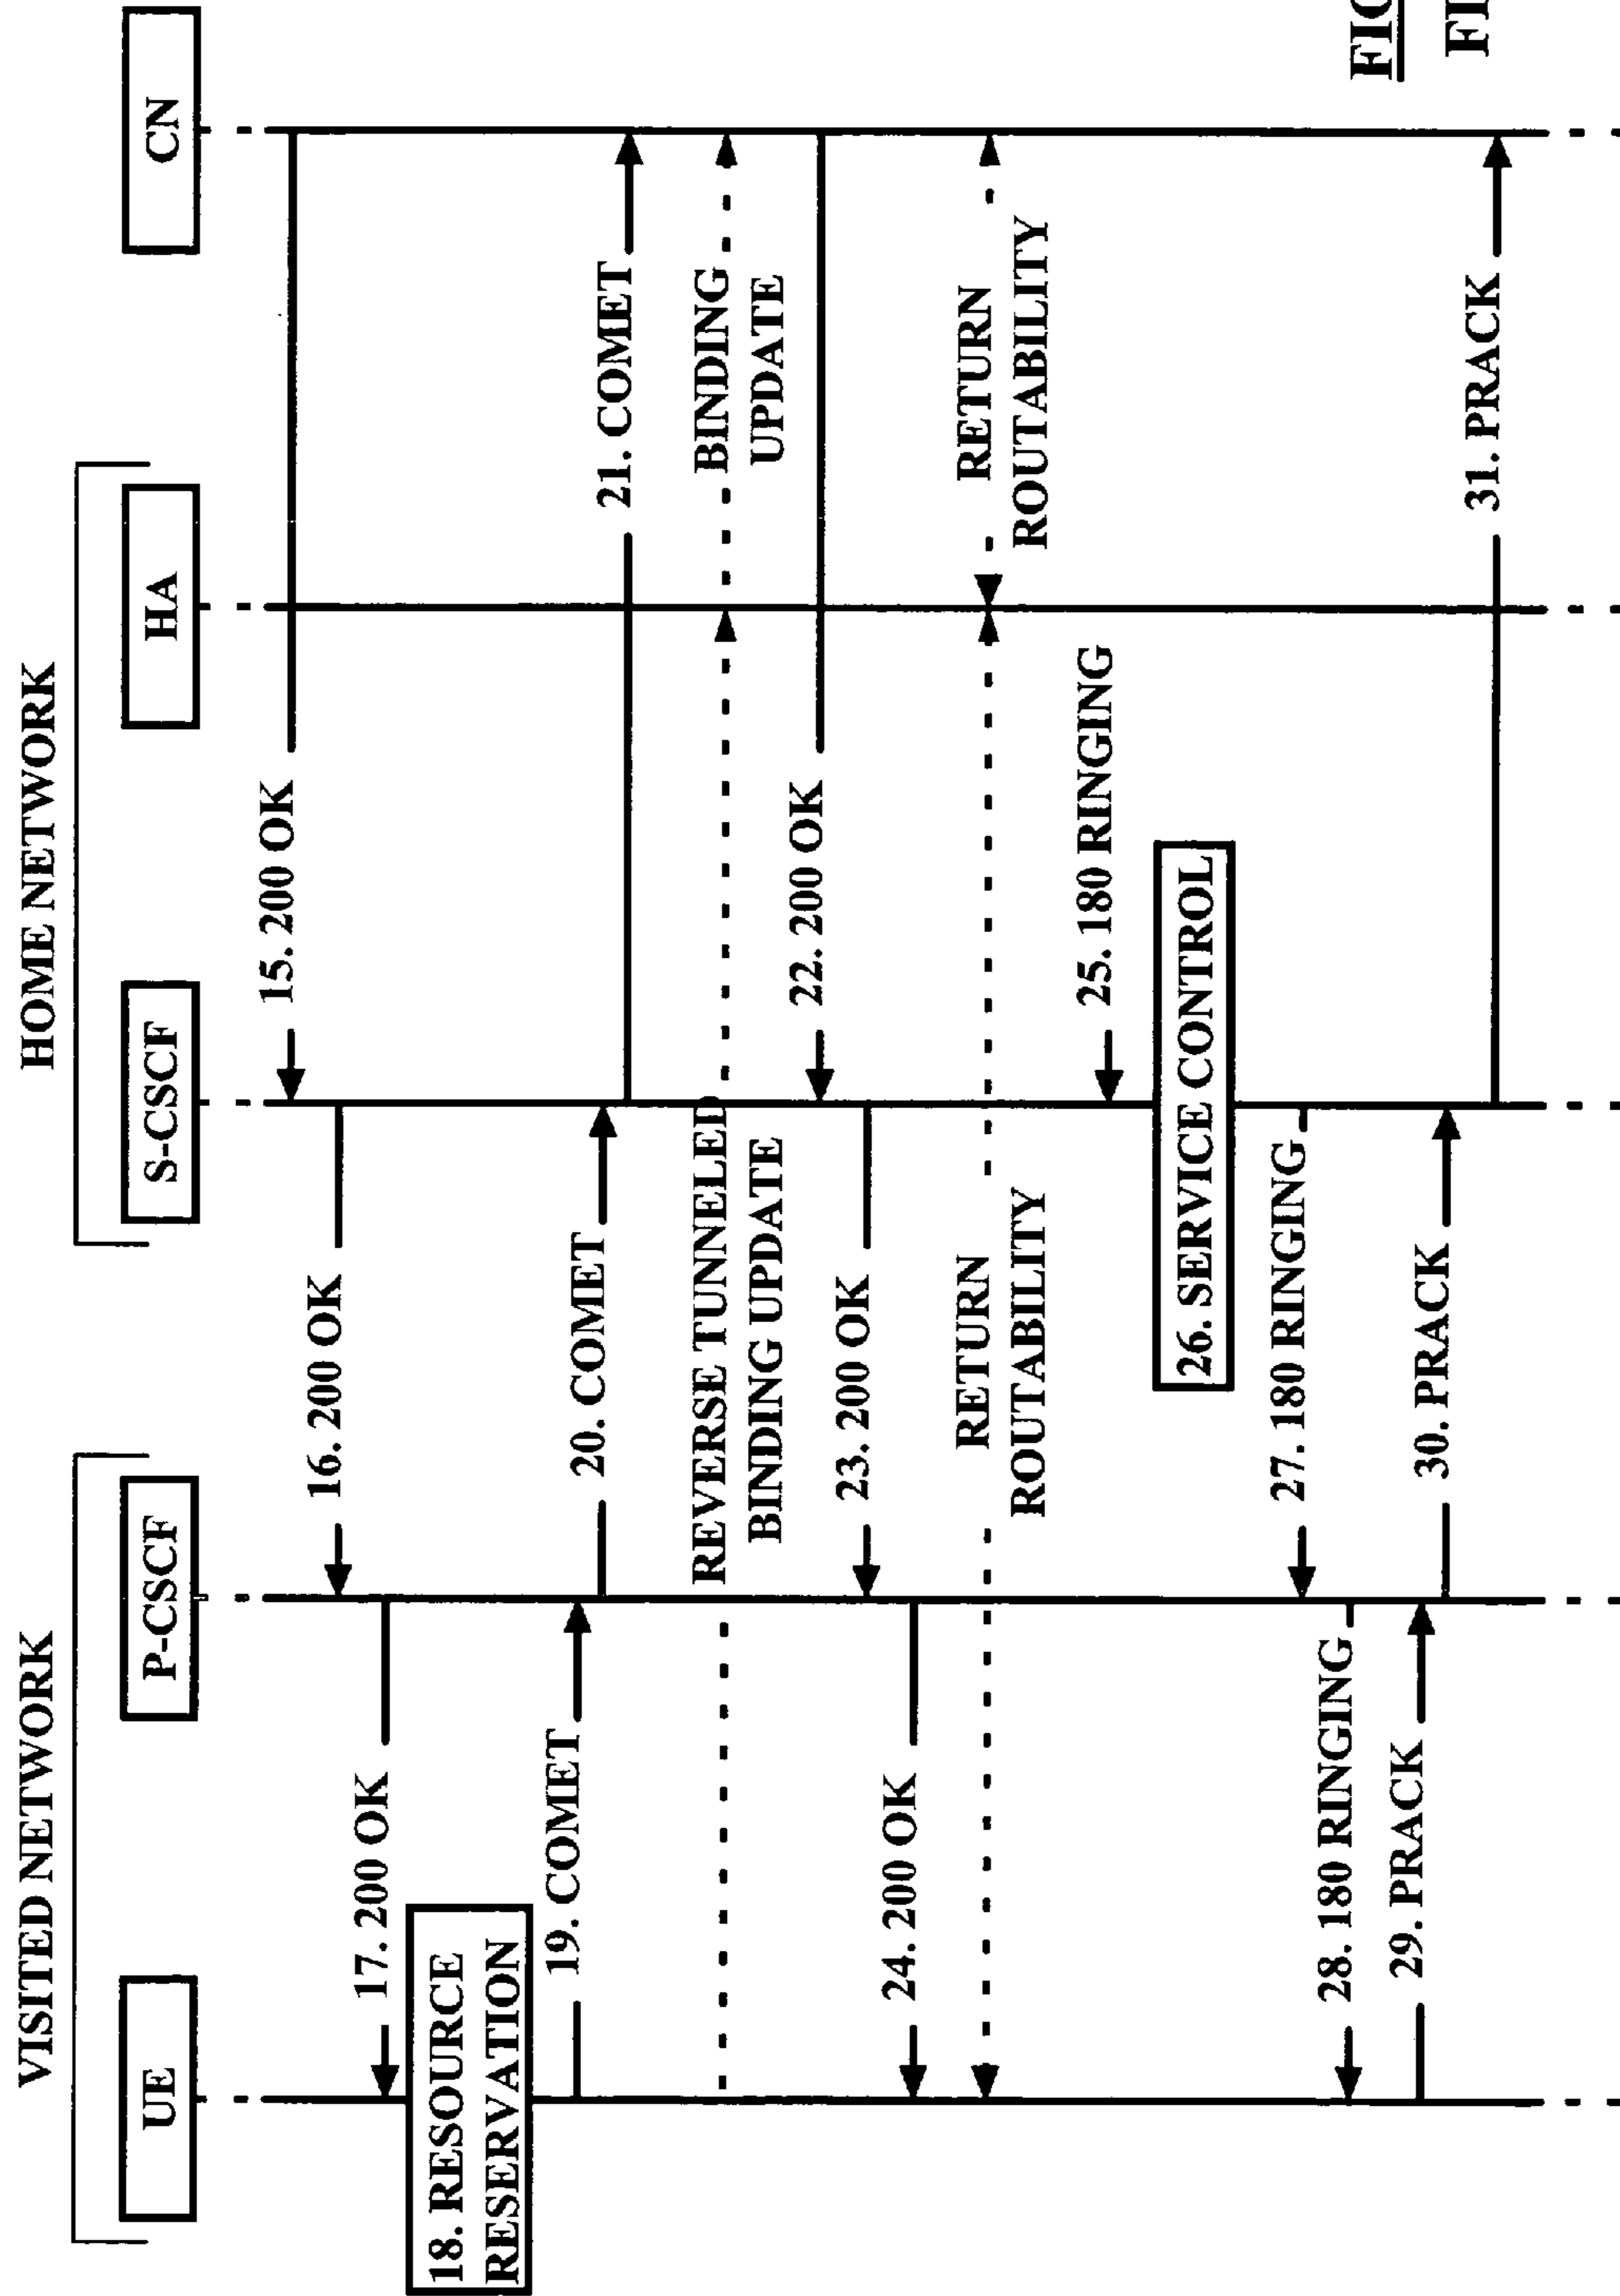 VISITED NETWORK
HOME NETWORK
UE
P-CSCF
S-CSCF
HA
CN
15. 200 OK
16. 200 OK
17. 200 OK
18. RESOURCE
RESERVATION
19. COMET
20. COMET
21. COMET
REVERSE TUNNELED
BINDING UPDATE
BINDING
UPDATE
22. 200 OK
23. 200 OK
24. 200 OK
RETURN
ROUTABILITY
RETURN
ROUTABILITY
25. 180 RINGING
26. SERVICE CONTROL
27. 180 RINGING
28. 180 RINGING
29. PRACK
30. PRACK
31. PRACK